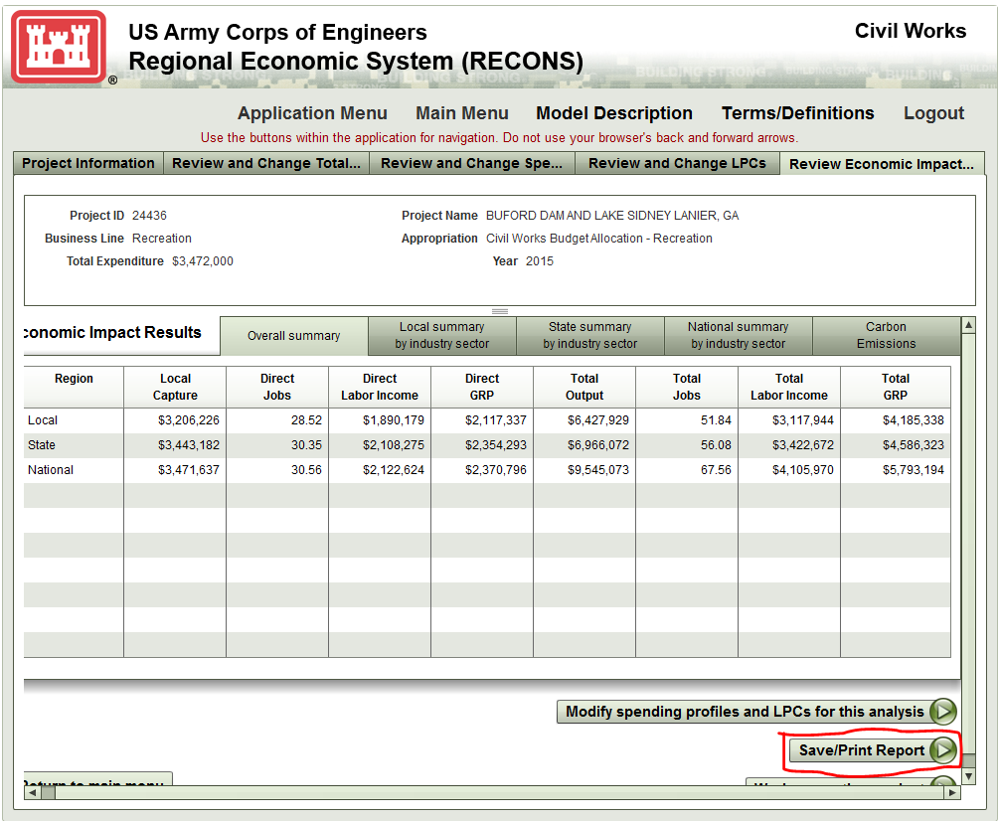 US Army Corps of Engineers
Civil Works
Regional Economic System (RECONS)
®
Application Menu Main Menu Model Description Terms/Definitions Logout
Use the buttons within the application for navigation. Do not use your browser's back and forward arrows.
Project Information Review and Change Total... Review and Change Spe... Review and Change LPCs Review Economic Impact...
Project ID 24436 Project Name BUFORD DAM AND LAKE SIDNEY LANIER, GA
Business Line Recreation Appropriation Civil Works Budget Allocation - Recreation
Total Expenditure $3,472,000 Year 2015
conomic Impact Results
Overall summary
Local summary
by industry sector
State summary
by industry sector
National summary
by industry sector
Carbon
Emissions
Region Local Direct Direct Direct Total Total Total Total
Capture Jobs Labor Income GRP Output Jobs Labor Income GRP
Local $3,206,226 28.52 $1,890,179 $2,117,337 $6,427,929 51.84 $3,117,944 $4,185,338
State $3,443,182 30.35 $2,108,275 $2,354,293 $6,966,072 56.08 $3,422,672 $4,586,323
National $3,471,637 30.56 $2,122,624 $2,370,796 $9,545,073 67.56 $4,105,970 $5,793,194
Modify spending profiles and LPCs for this analysis
Save/Print Report
Return to main menu